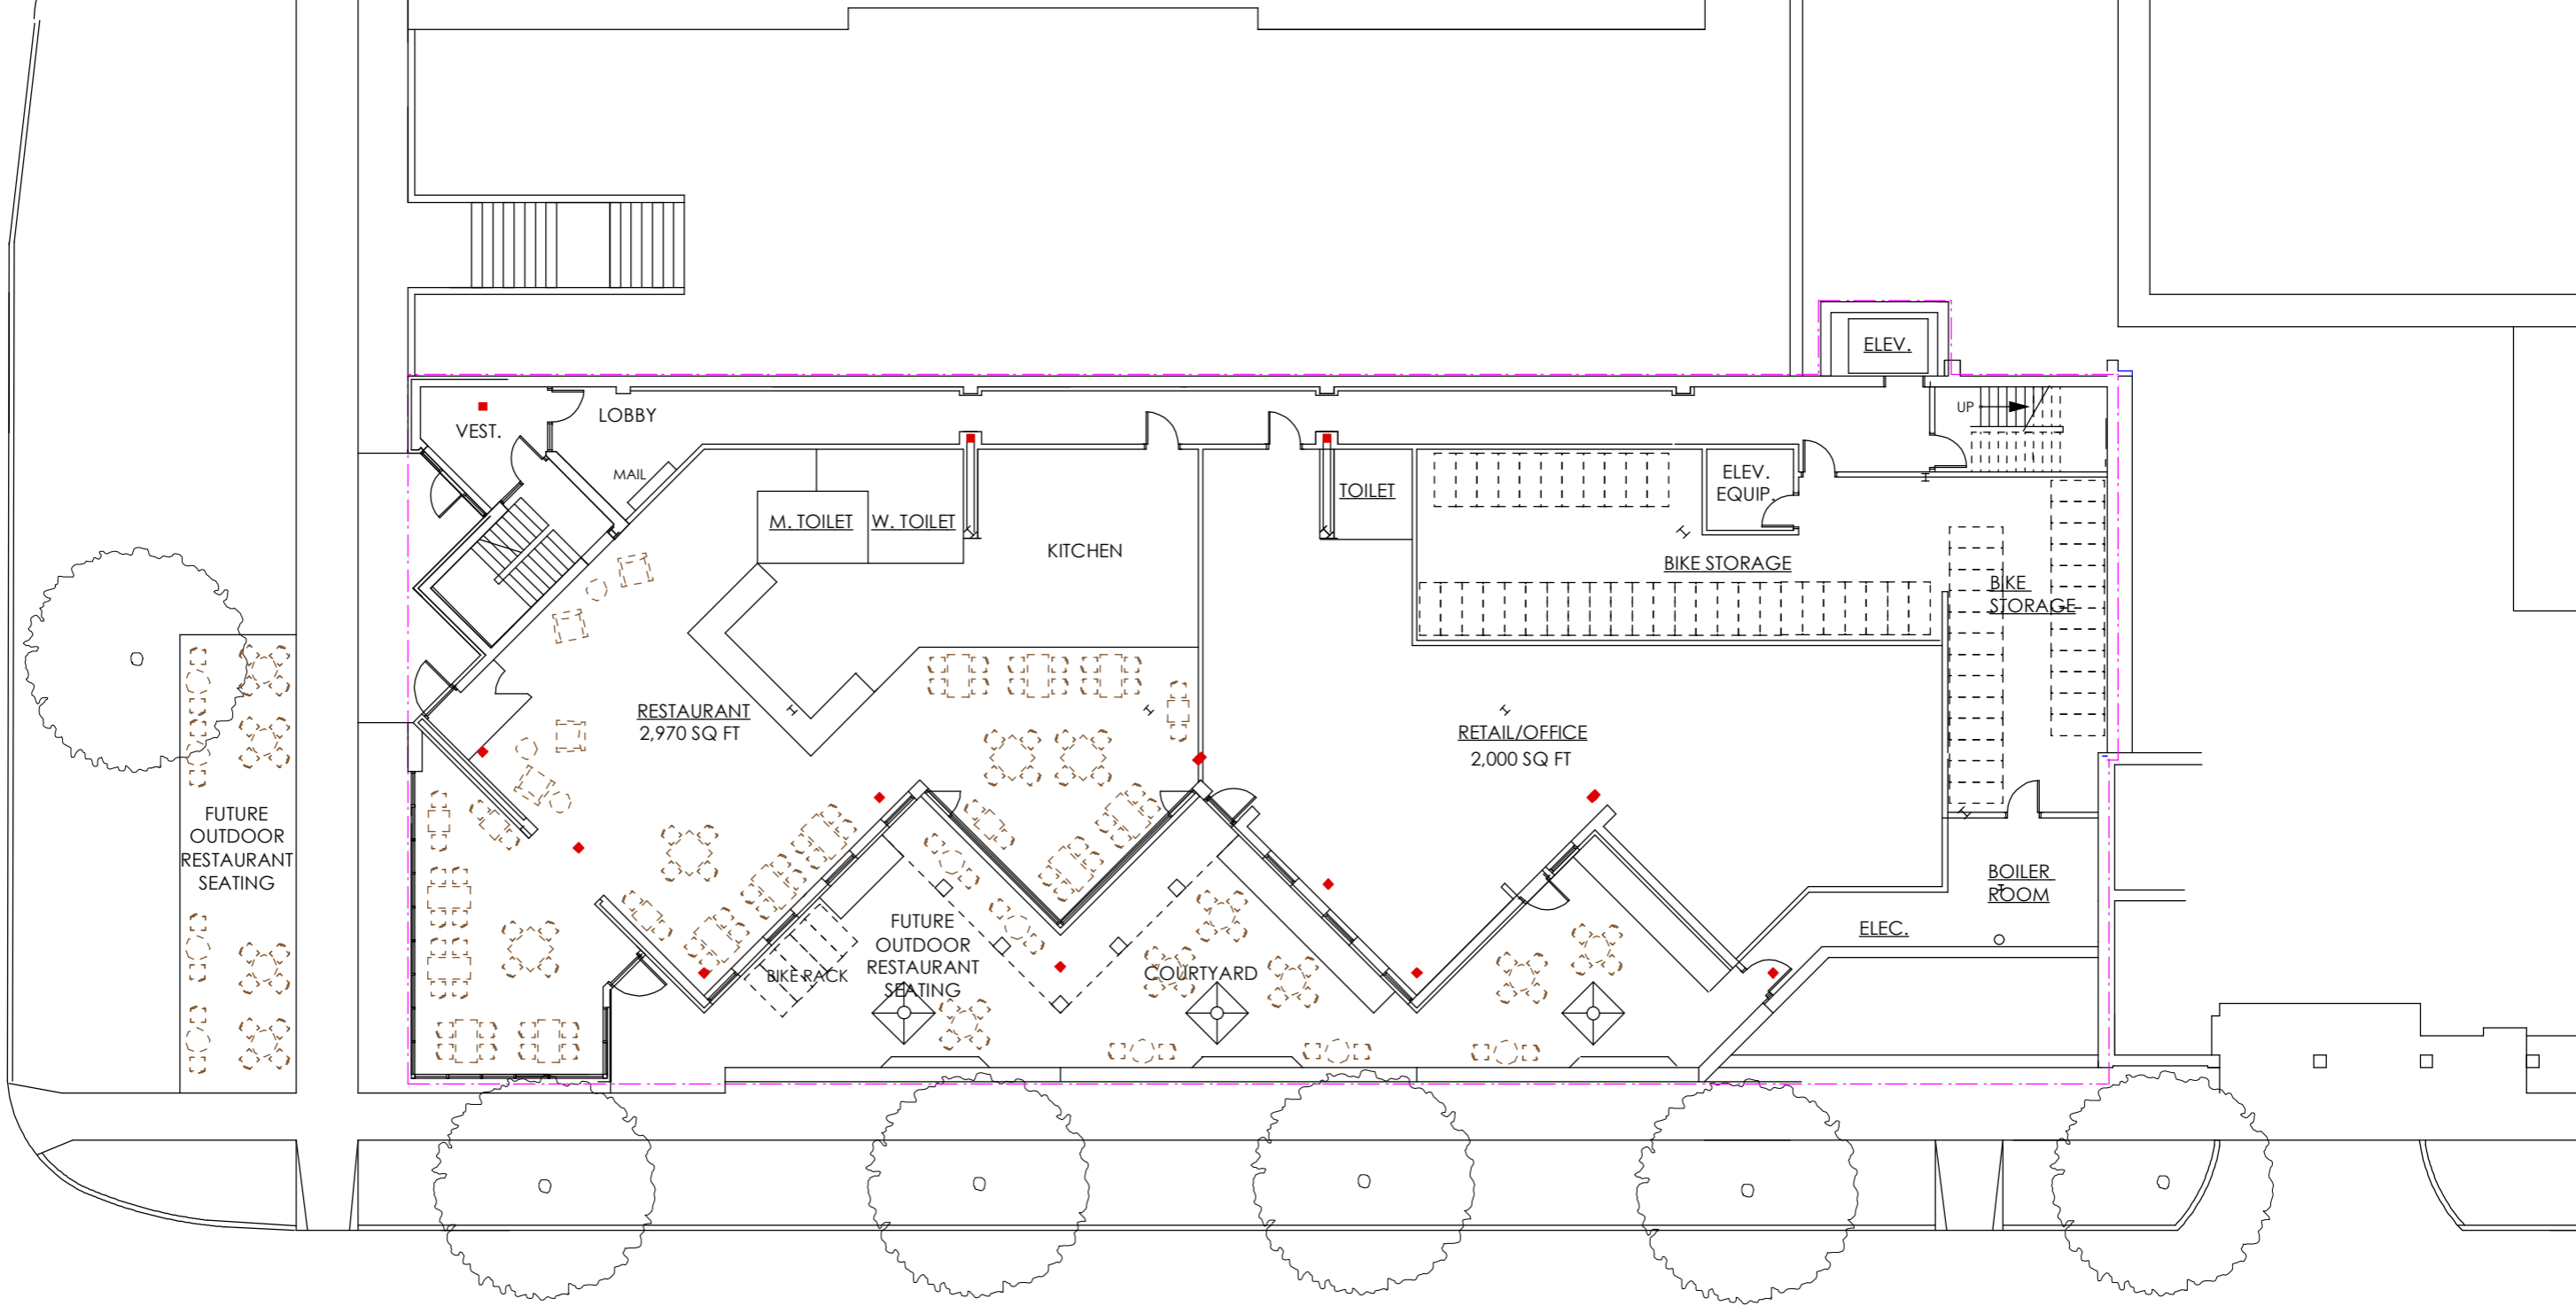 ELEV.
UP
LOBBY
VEST.
MAIL
M. TOILET
W. TOILET
KITCHEN
TOILET
ELEV.
EQUIP.
BIKE STORAGE
BIKE
STORAGE
RESTAURANT
2,970 SQ FT
RETAIL/OFFICE
2,000 SQ FT
FUTURE
OUTDOOR
RESTAURANT
SEATING
BOILER
ROOM
ELEC.
FUTURE
OUTDOOR
RESTAURANT
SEATING
BIKE RACK
COURTYARD